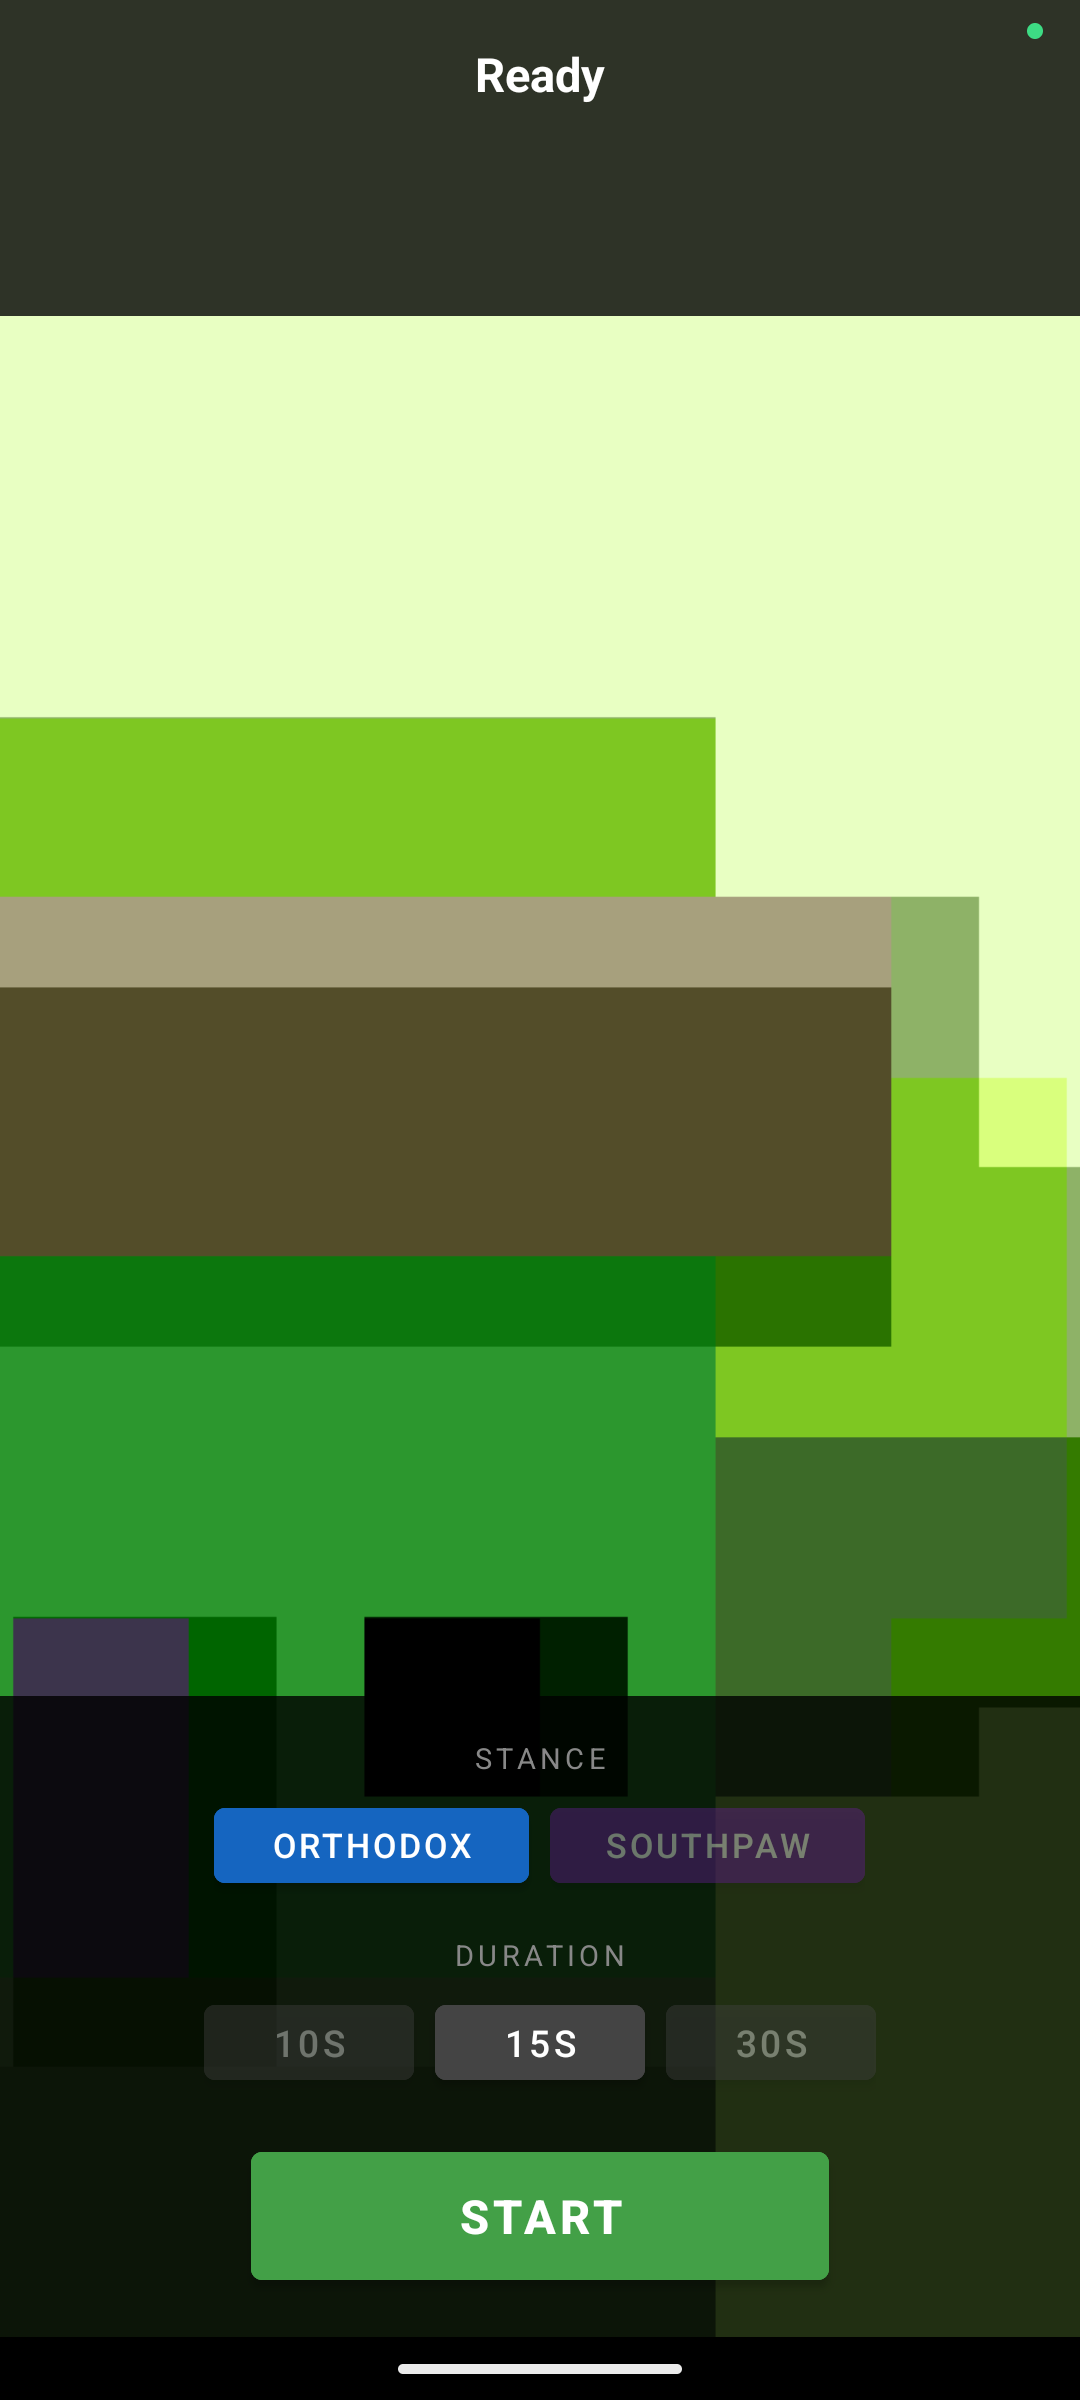 Ready
STANCE
ORTHODOX SOUTHPAW
DURATION
10S 15S 30S
START